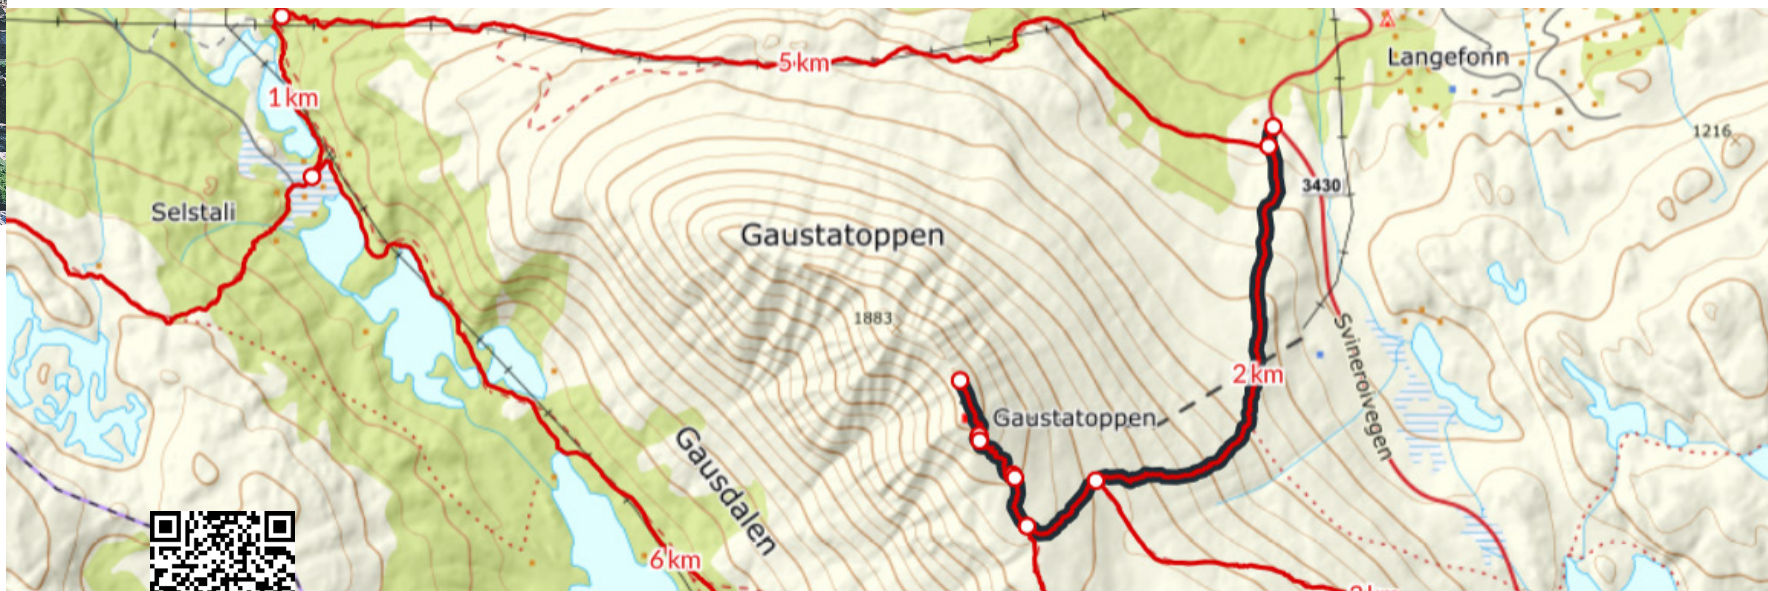 Langefonn
5 km
1 km
1216
3430
Selstali
Gaustatoppen
1883
Svineroivegen
2 km
Gaustatoppen
Gausdalen
6 km